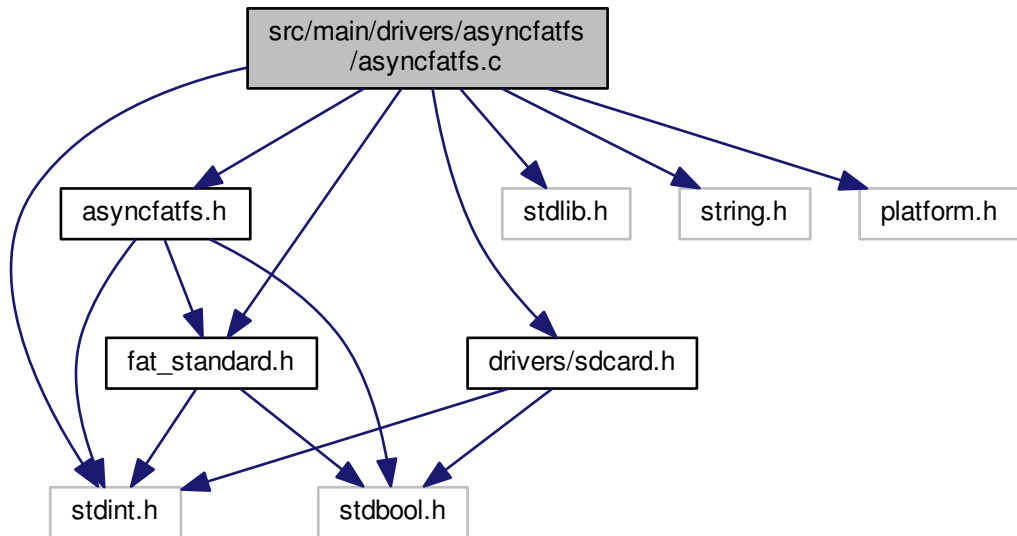 src/main/drivers/asyncfatfs
/asyncfatfs.c
asyncfatfs.h
stdlib.h
string.h
platform.h
fat_standard.h
drivers/sdcard.h
stdint.h
stdbool.h